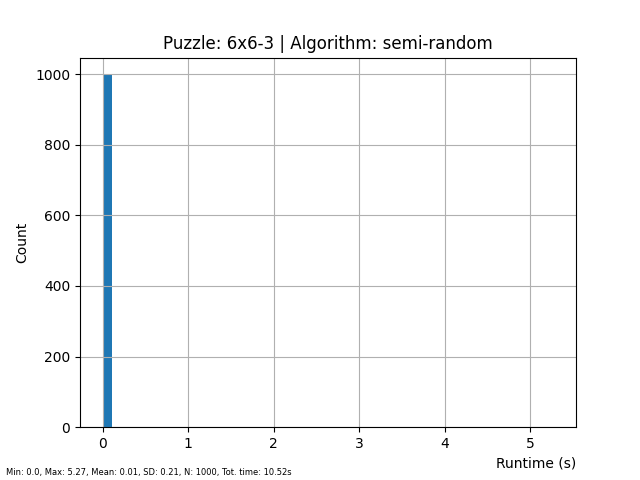 Puzzle: 6x6-3 | Algorithm: semi-random
1000
800
600
400
200
0
Count
0 1 2 3 4 5
Runtime (s)
Min: 0.0, Max: 5.27, Mean: 0.01, SD: 0.21, N: 1000, Tot. time: 10.52s